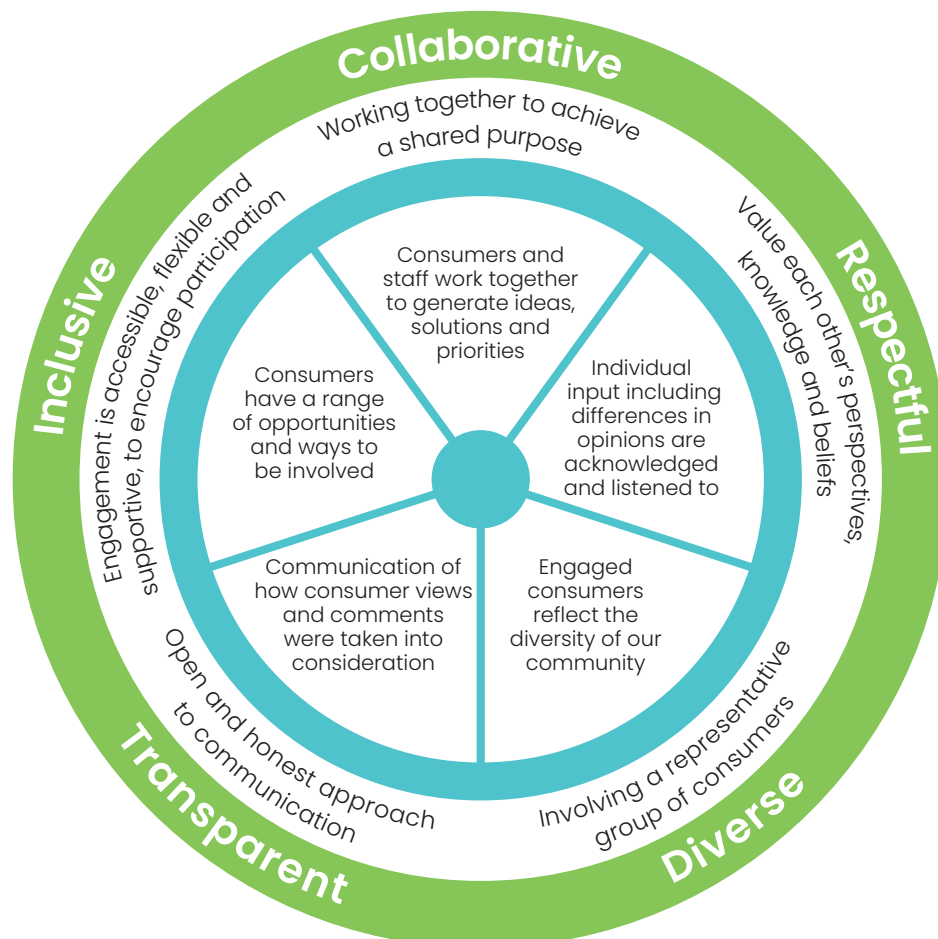 Collaborative
Working together to achieve
a shared purpose
Consumers and
staff work together
to generate ideas,
solutions and
priorities
Respectful
Value each other's perspectives,
knowledge and beliefs
Individual
input including
differences in
opinions are
acknowledged
and listened to
Diverse
Involving a representative
group of consumers
Engaged
consumers
reflect the
diversity of our
community
Transparent
Open and honest approach
to communication
Communication of
how consumer views
and comments
were taken into
consideration
Inclusive
Engagement is accessible, flexible and
supportive, to encourage participation
Consumers
have a range
of opportunities
and ways to
be involved